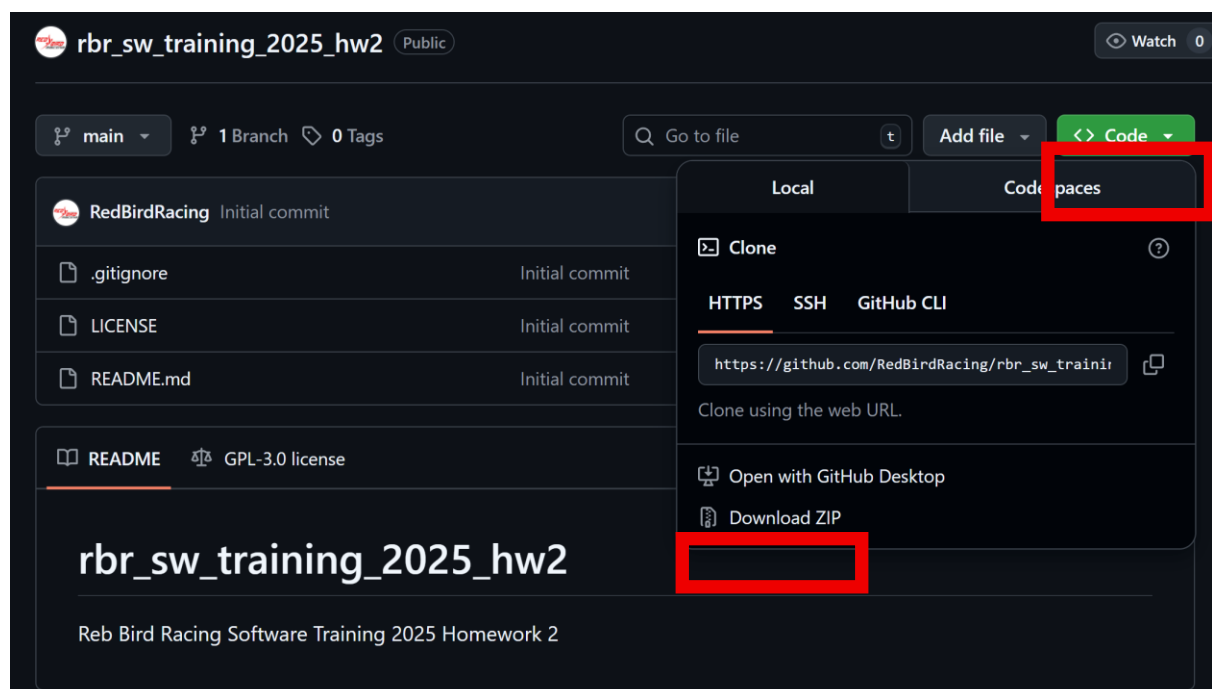 rbr_sw_training_2025_hw2 Public Watch 0
main 1 Branch 0 Tags Go to file t Add file <> Code
RedBirdRacing Initial commit
.gitignore Initial commit
LICENSE Initial commit
README.md Initial commit
Local Codespaces
Clone
HTTPS SSH GitHub CLI
https://github.com/RedBirdRacing/rbr_sw_trainin
Clone using the web URL.
Open with GitHub Desktop
Download ZIP
README GPL-3.0 license
rbr_sw_training_2025_hw2
Reb Bird Racing Software Training 2025 Homework 2